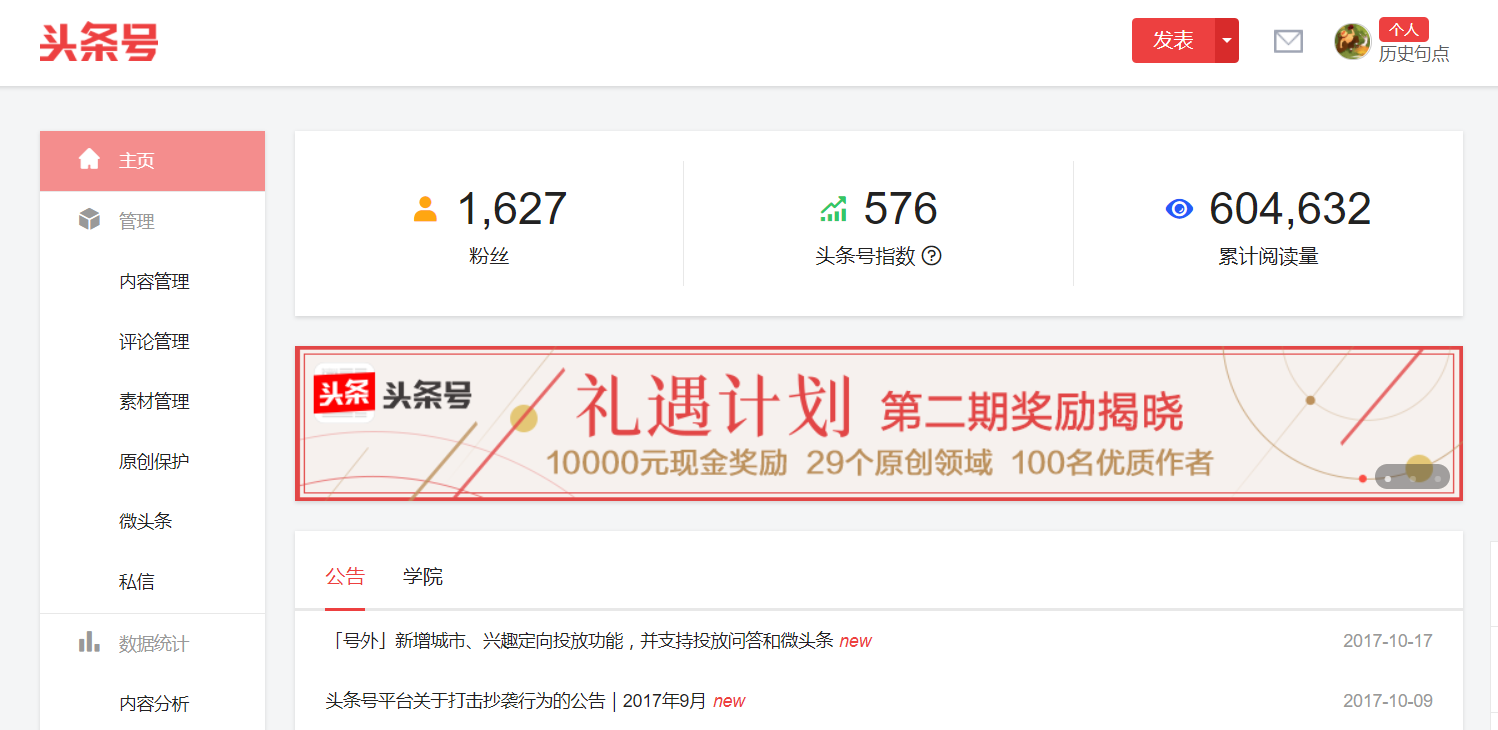 头条号
发表
个人
历史句点
主页
管理
内容管理
评论管理
素材管理
原创保护
微头条
私信
数据统计
内容分析
1,627
粉丝
576
头条号指数
604,632
累计阅读量
头条 头条号
礼遇计划 第二期奖励揭晓
10000元现金奖励 29个原创领域 100名优质作者
公告 学院
「号外」新增城市、兴趣定向投放功能，并支持投放问答和微头条 new 2017-10-17
头条号平台关于打击抄袭行为的公告 | 2017年9月 new 2017-10-09